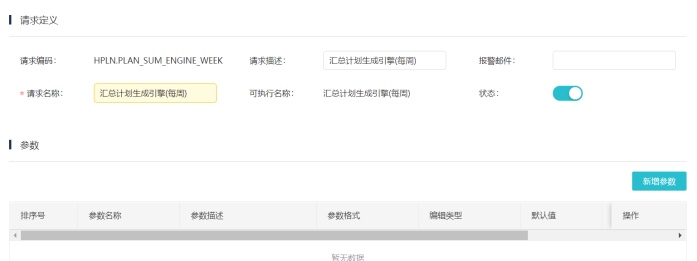 请求定义
请求编码： HPLN.PLAN_SUM_ENGINE_WEEK 请求描述： 汇总计划生成引擎(每周) 报警邮件：
* 请求名称： 汇总计划生成引擎(每周) 可执行名称： 汇总计划生成引擎(每周) 状态：
参数
新增参数
排序号 参数名称 参数描述 参数格式 编辑类型 默认值 操作
暂无数据